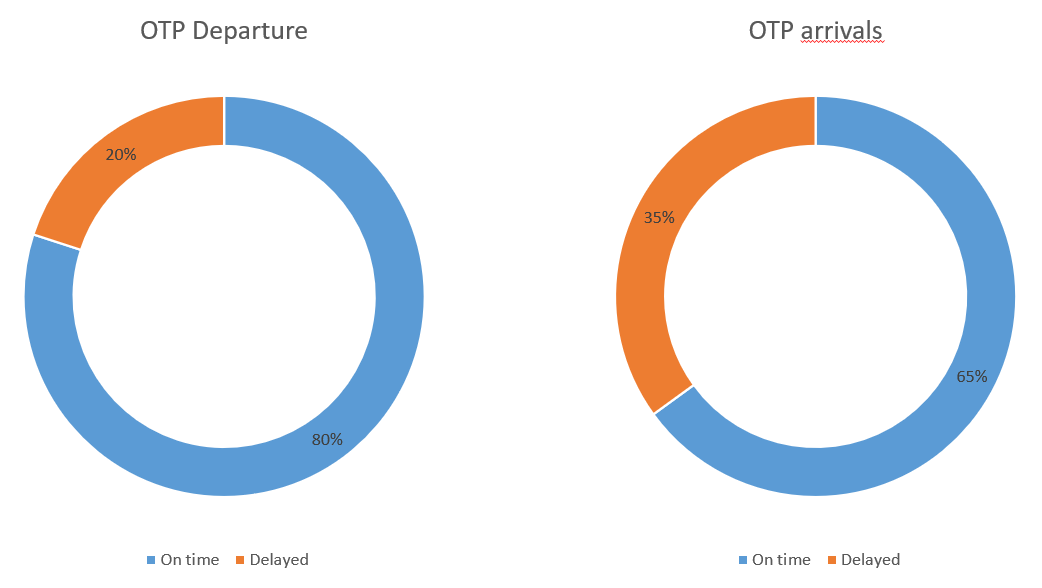 OTP Departure
20%
80%
On time Delayed
OTP arrivals
35%
65%
On time Delayed